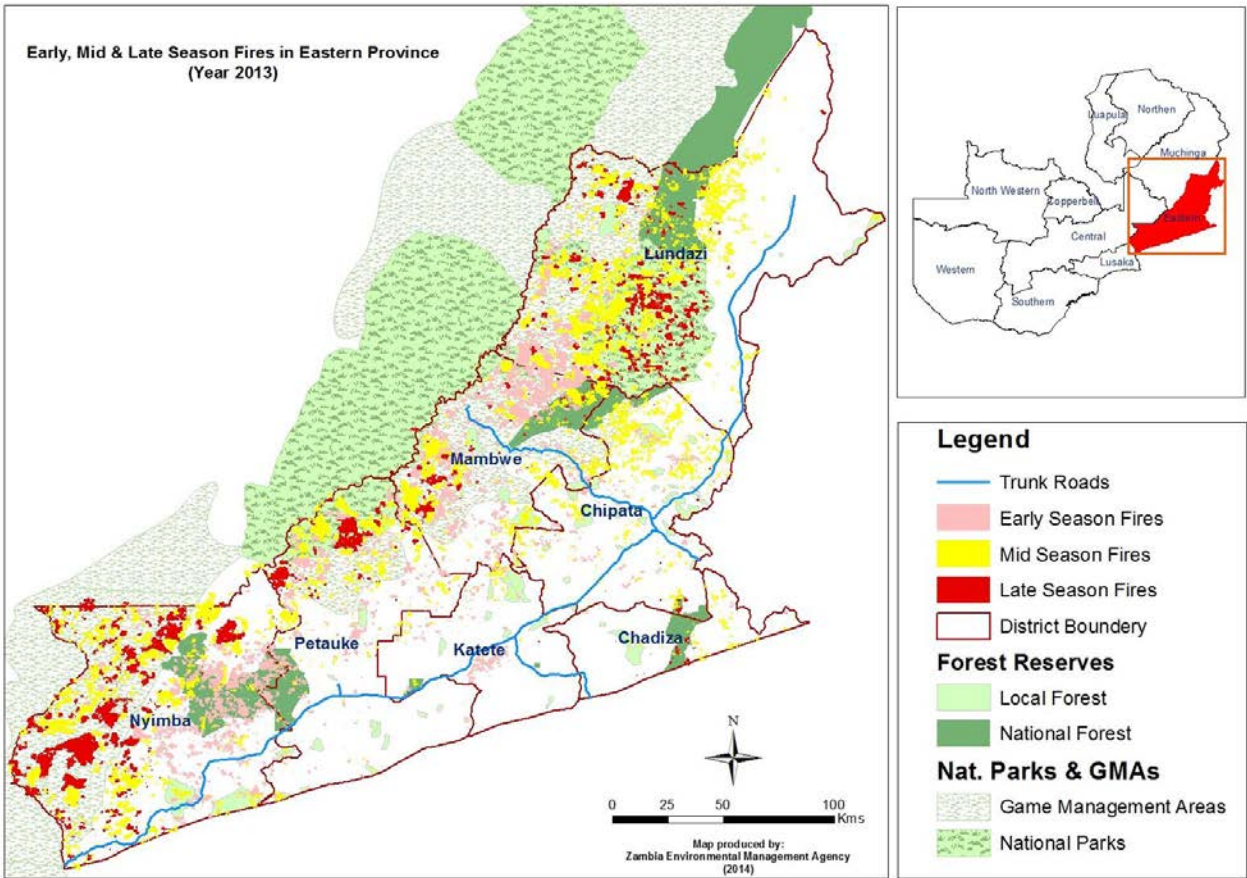 Early, Mid & Late Season Fires in Eastern Province
(Year 2013)
Lundazi
Mambwe
Chipata
Petauke
Katete
Chadiza
Nyimba
N
0 25 50 100
Kms
Map produced by:
Zambia Environmental Management Agency
(2014)
Luapula
Northen
Muchinga
North Western
Copperbelt
Eastern
Central
Lusaka
Western
Southern
Legend
Trunk Roads
Early Season Fires
Mid Season Fires
Late Season Fires
District Boundery
Forest Reserves
Local Forest
National Forest
Nat. Parks & GMAs
Game Management Areas
National Parks